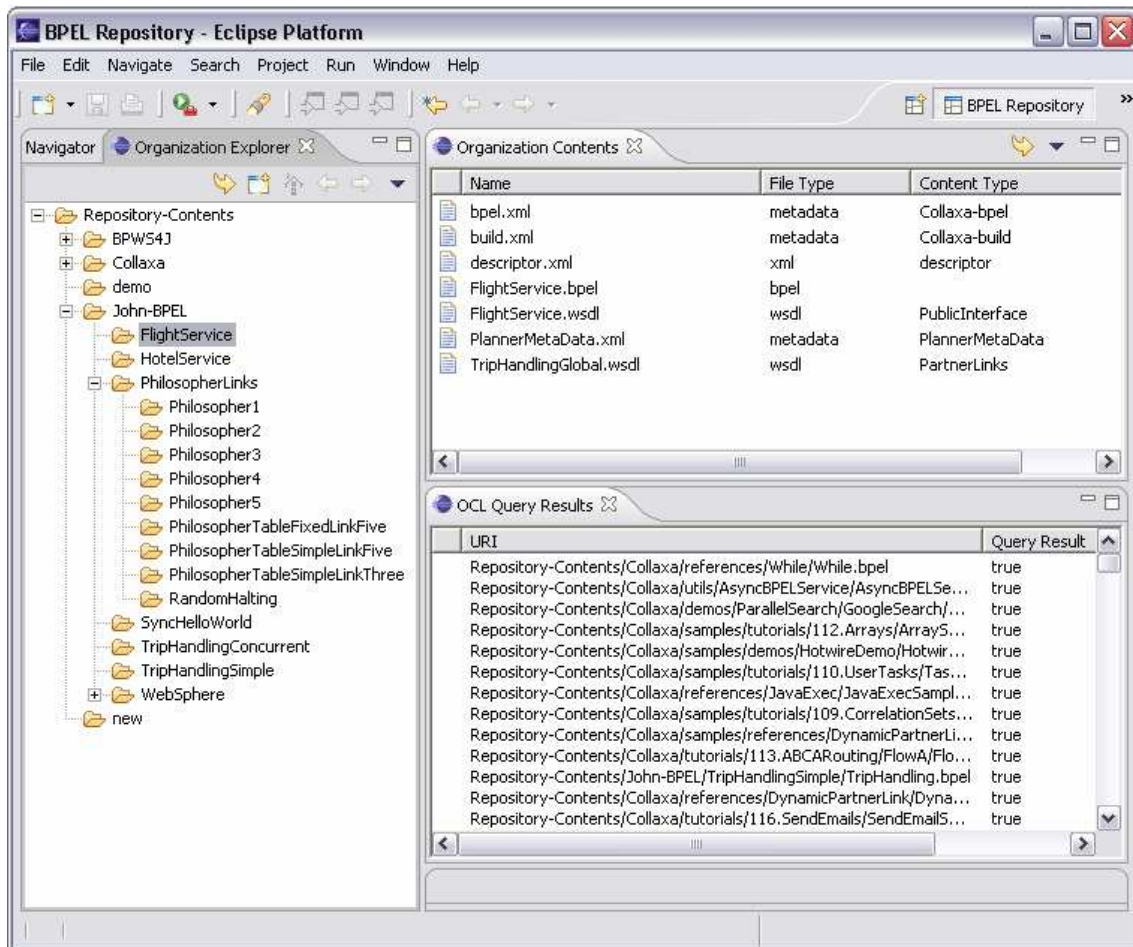 BPEL Repository - Eclipse Platform
File Edit Navigate Search Project Run Window Help
BPEL Repository
Navigator Organization Explorer
Repository-Contents
BPWS4J
Collaxa
demo
John-BPEL
FlightService
HotelService
PhilosopherLinks
Philosopher1
Philosopher2
Philosopher3
Philosopher4
Philosopher5
PhilosopherTableFixedLinkFive
PhilosopherTableSimpleLinkFive
PhilosopherTableSimpleLinkThree
RandomHalting
SyncHelloWorld
TripHandlingConcurrent
TripHandlingSimple
WebSphere
new
Organization Contents
Name File Type Content Type
bpel.xml metadata Collaxa-bpel
build.xml metadata Collaxa-build
descriptor.xml xml descriptor
FlightService.bpel bpel
FlightService.wsdl wsdl PublicInterface
PlannerMetaData.xml metadata PlannerMetaData
TripHandlingGlobal.wsdl wsdl PartnerLinks
OCL Query Results
URI Query Result
Repository-Contents/Collaxa/references/While/While.bpel true
Repository-Contents/Collaxa/utils/AsyncBPELService/AsyncBPELSe... true
Repository-Contents/Collaxa/demos/ParallelSearch/GoogleSearch/... true
Repository-Contents/Collaxa/samples/tutorials/112.Arrays/ArrayS... true
Repository-Contents/Collaxa/samples/demos/HotwireDemo/Hotwir... true
Repository-Contents/Collaxa/samples/tutorials/110.UserTasks/Tas... true
Repository-Contents/Collaxa/references/JavaExec/JavaExecSampl... true
Repository-Contents/Collaxa/samples/tutorials/109.CorrelationSets... true
Repository-Contents/Collaxa/samples/references/DynamicPartnerLi... true
Repository-Contents/Collaxa/tutorials/113.ABCARouting/FlowA/Flo... true
Repository-Contents/John-BPEL/TripHandlingSimple/TripHandling.bpel true
Repository-Contents/Collaxa/references/DynamicPartnerLink/Dyna... true
Repository-Contents/Collaxa/tutorials/116.SendEmails/SendEmailS... true